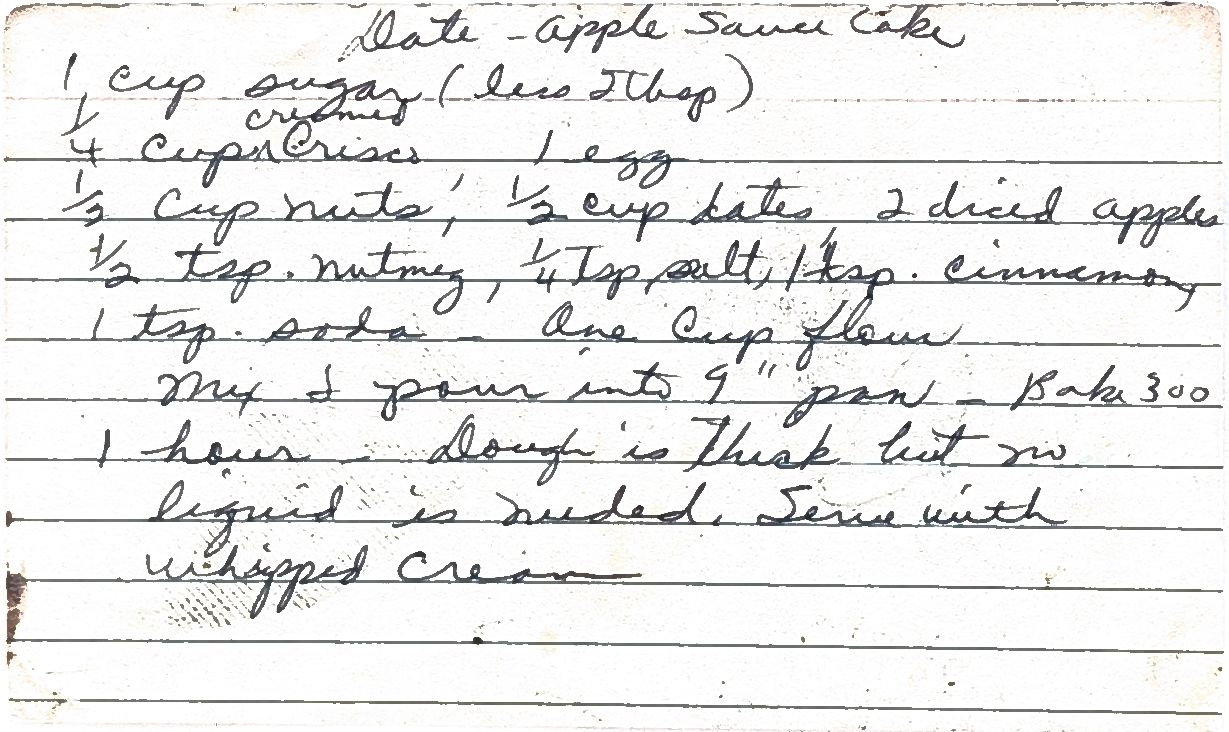 Date - apple Sauce Cake
1 cup sugar (less 2 Tbsp)
creamed
1/4 cup ^ Crisco 1 egg
1/2 cup nuts, 1/2 cup dates, 2 diced apples
1/2 tsp. nutmeg, 1/4 Tsp salt, 1 tsp. cinnamon,
1 tsp. soda - One Cup flour
Mix & pour into 9" pan - Bake 300
1 hour - Dough is Thick but no
liquid is needed. Serve with
whipped cream